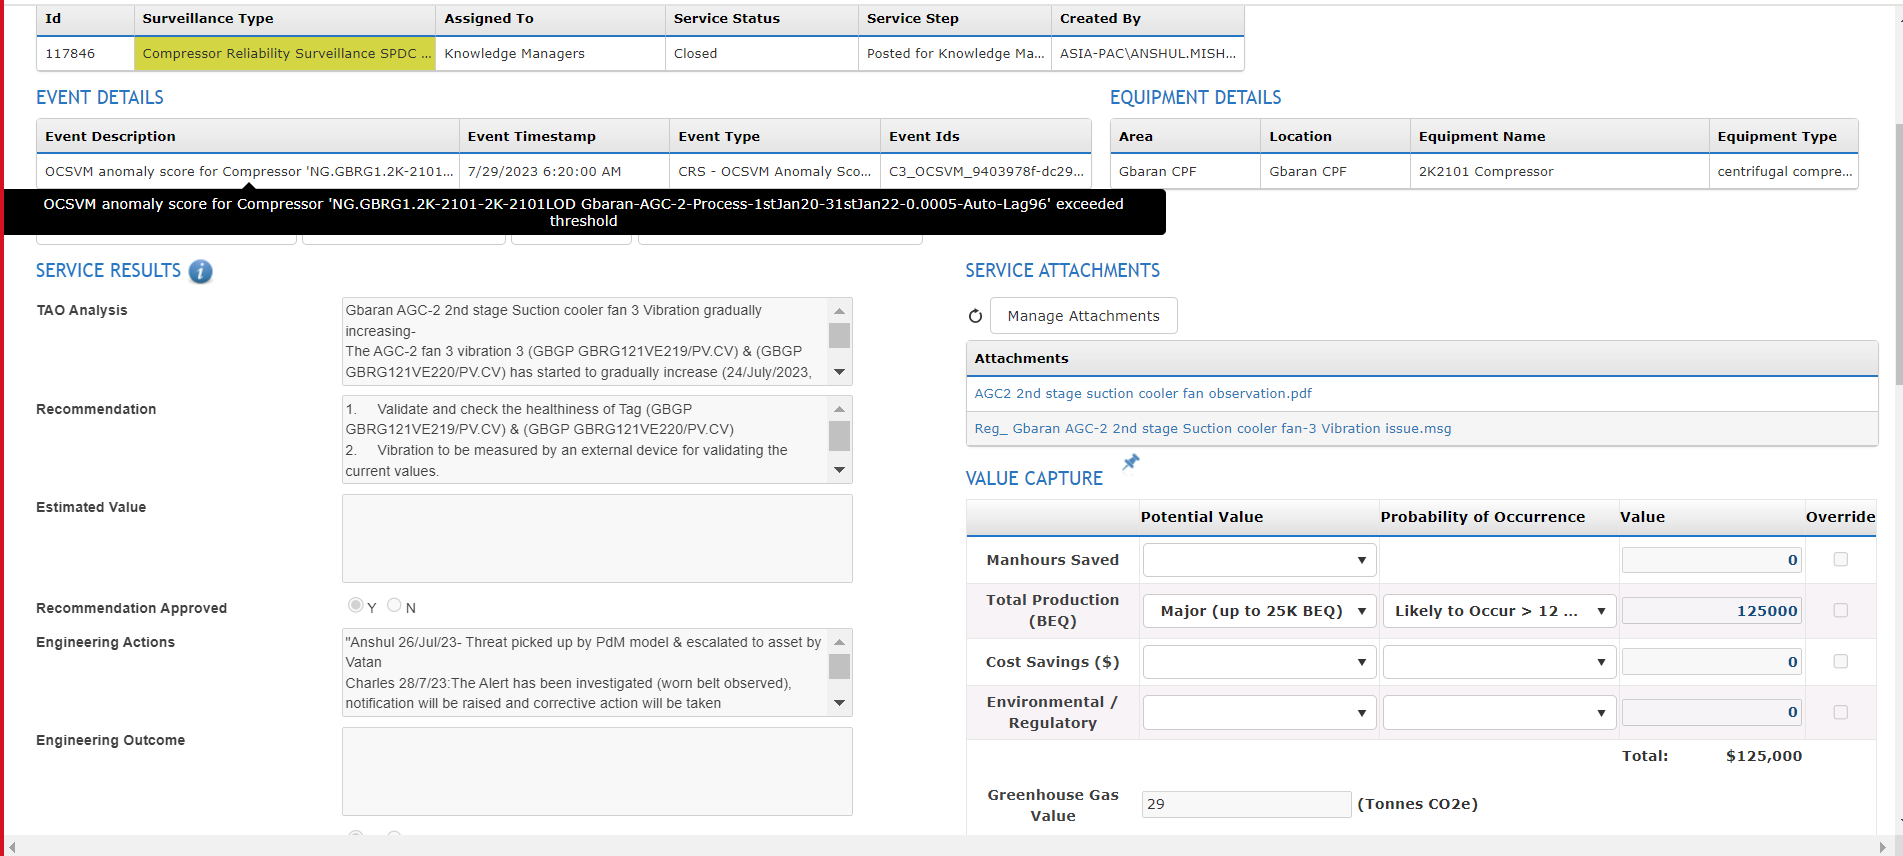 Id Surveillance Type Assigned To Service Status Service Step Created By
117846 Compressor Reliability Surveillance SPDC ... Knowledge Managers Closed Posted for Knowledge Ma... ASIA-PAC\ANSHUL.MISH...
EVENT DETAILS
Event Description Event Timestamp Event Type Event Ids
OCSVM anomaly score for Compressor 'NG.GBRG1.2K-2101... 7/29/2023 6:20:00 AM CRS - OCSVM Anomaly Sco... C3_OCSVM_9403978f-dc29...
OCSVM anomaly score for Compressor 'NG.GBRG1.2K-2101-2K-2101LOD Gbaran-AGC-2-Process-1stJan20-31stJan22-0.0005-Auto-Lag96' exceeded
threshold
EQUIPMENT DETAILS
Area Location Equipment Name Equipment Type
Gbaran CPF Gbaran CPF 2K2101 Compressor centrifugal compre...
SERVICE RESULTS i
TAO Analysis
Gbaran AGC-2 2nd stage Suction cooler fan 3 Vibration gradually
increasing-
The AGC-2 fan 3 vibration 3 (GBGP GBRG121VE219/PV.CV) & (GBGP
GBRG121VE220/PV.CV) has started to gradually increase (24/July/2023,
Recommendation
1. Validate and check the healthiness of Tag (GBGP
GBRG121VE219/PV.CV) & (GBGP GBRG121VE220/PV.CV)
2. Vibration to be measured by an external device for validating the
current values.
Estimated Value
Recommendation Approved Y N
Engineering Actions
"Anshul 26/Jul/23- Threat picked up by PdM model & escalated to asset by
Vatan
Charles 28/7/23:The Alert has been investigated (worn belt observed),
notification will be raised and corrective action will be taken
Engineering Outcome
SERVICE ATTACHMENTS
Manage Attachments
Attachments
AGC2 2nd stage suction cooler fan observation.pdf
Reg_ Gbaran AGC-2 2nd stage Suction cooler fan-3 Vibration issue.msg
VALUE CAPTURE
Potential Value Probability of Occurrence Value Override
Manhours Saved 0
Total Production
(BEQ) Major (up to 25K BEQ) Likely to Occur > 12 ... 125000
Cost Savings ($) 0
Environmental /
Regulatory 0
Total: $125,000
Greenhouse Gas
Value 29 (Tonnes CO2e)